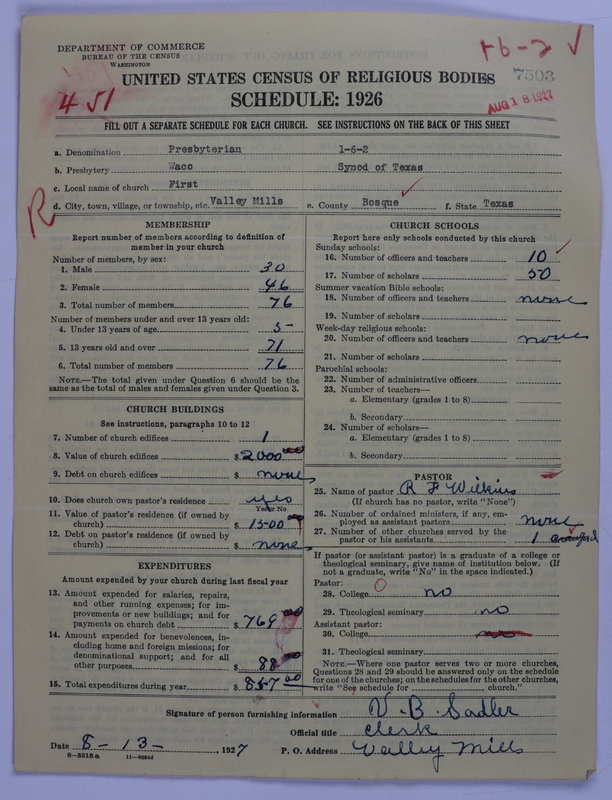 DEPARTMENT OF COMMERCE
BUREAU OF THE CENSUS
WASHINGTON
16-2 √
7503
451
UNITED STATES CENSUS OF RELIGIOUS BODIES
SCHEDULE: 1926
AUG 18 1927
FILL OUT A SEPARATE SCHEDULE FOR EACH CHURCH. SEE INSTRUCTIONS ON THE BACK OF THIS SHEET
a. Denomination Presbyterian 1-6-2
b. Presbytery Waco Synod of Texas
c. Local name of church First
R
d. City, town, village, or township, etc. Valley Mills e. County Bosque f. State Texas
MEMBERSHIP
Report number of members according to definition of
member in your church
Number of members, by sex:
1. Male 30
2. Female 46
3. Total number of members 76
Number of members under and over 13 years old:
4. Under 13 years of age 5
5. 13 years old and over 71
6. Total number of members 76
NOTE.—The total given under Question 6 should be the
same as the total of males and females given under Question 3.
CHURCH BUILDINGS
See instructions, paragraphs 10 to 12
7. Number of church edifices 1
8. Value of church edifices $2000 00
9. Debt on church edifices $ none
10. Does church own pastor's residence yes
Yes or No
11. Value of pastor's residence (if owned by
church) $1500
12. Debt on pastor's residence (if owned by
church) $ none
EXPENDITURES
Amount expended by your church during last fiscal year
13. Amount expended for salaries, repairs,
and other running expenses; for im-
provements or new buildings; and for
payments on church debt $769 00
14. Amount expended for benevolences, in-
cluding home and foreign missions; for
denominational support; and for all
other purposes $88 00
15. Total expenditures during year $857 00
CHURCH SCHOOLS
Report here only schools conducted by this church
Sunday schools:
16. Number of officers and teachers 10
17. Number of scholars 50
Summer vacation Bible schools:
18. Number of officers and teachers none
19. Number of scholars
Week-day religious schools:
20. Number of officers and teachers none
21. Number of scholars
Parochial schools:
22. Number of administrative officers
23. Number of teachers—
a. Elementary (grades 1 to 8)
b. Secondary
24. Number of scholars—
a. Elementary (grades 1 to 8)
b. Secondary
PASTOR
25. Name of pastor R F Wilkins
(If church has no pastor, write "None")
26. Number of ordained ministers, if any, em-
ployed as assistant pastors none
27. Number of other churches served by the
pastor or his assistants 1 Crawford
If pastor (or assistant pastor) is a graduate of a college or
theological seminary, give name of institution below. (If
not a graduate, write "No" in the space indicated.)
Pastor:
28. College no
29. Theological seminary no
Assistant pastor:
30. College
31. Theological seminary
NOTE.—Where one pastor serves two or more churches,
Questions 28 and 29 should be answered only on the schedule
for one of the churches; on the schedules for the other churches,
write "See schedule for church."
Signature of person furnishing information V. B. Sadler
Official title Clerk
Date 8-13-, 1927 P. O. Address Valley Mills
8-5518 a